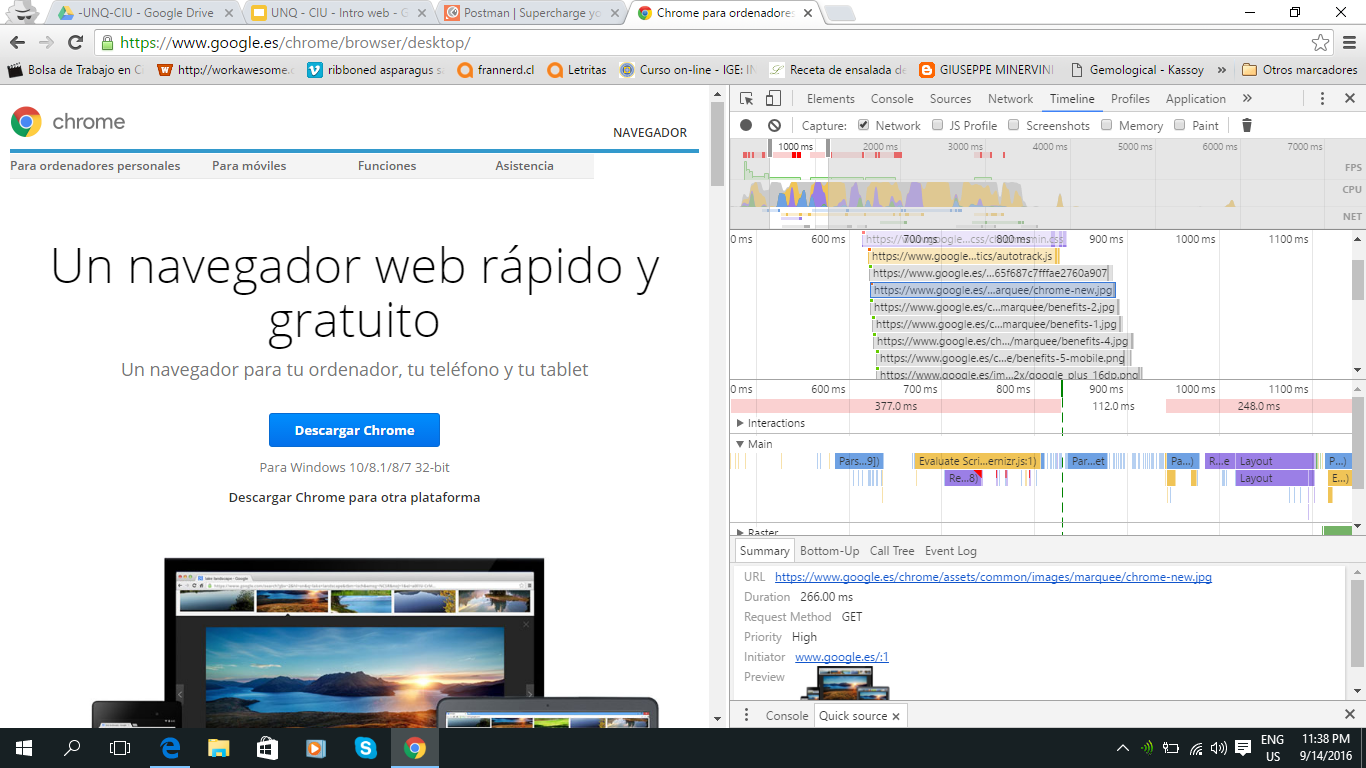 -UNQ-CIU - Google Drive
UNQ - CIU - Intro web - G
Postman | Supercharge yo
Chrome para ordenadores
https://www.google.es/chrome/browser/desktop/
Bolsa de Trabajo en C
http://workawesome.c
ribboned asparagus sa
frannerd.cl
Letritas
Curso on-line - IGE: IN
Receta de ensalada de
GIUSEPPE MINERVINI
Gemological - Kassoy
»
Otros marcadores
chrome
NAVEGADOR
Para ordenadores personales
Para móviles
Funciones
Asistencia
Un navegador web rápido y
gratuito
Un navegador para tu ordenador, tu teléfono y tu tablet
Descargar Chrome
Para Windows 10/8.1/8/7 32-bit
Descargar Chrome para otra plataforma
Elements Console Sources Network Timeline Profiles Application »
Capture: Network JS Profile Screenshots Memory Paint
1000 ms 2000 ms 3000 ms 4000 ms 5000 ms 6000 ms 7000 ms
FPS
CPU
NET
0 ms 600 ms 700 ms 800 ms 900 ms 1000 ms 1100 ms
https://www.google...tics/autotrack.js
https://www.google.es/...65f687c7fffae2760a907
https://www.google.es/...arquee/chrome-new.jpg
https://www.google.es/c...marquee/benefits-2.jpg
https://www.google.es/c...marquee/benefits-1.jpg
https://www.google.es/ch.../marquee/benefits-4.jpg
https://www.google.es/c...e/benefits-5-mobile.png
https://www.google.es/im...2x/google_plus_16dp.png
0 ms 600 ms 700 ms 800 ms 900 ms 1000 ms 1100 ms
377.0 ms 112.0 ms 248.0 ms
Interactions
Main
Pars...9]) Evaluate Scri...ernizr.js:1) Par...et Pa...) R...e Layout P...)
Re...8) Layout E...)
Raster
Summary Bottom-Up Call Tree Event Log
URL https://www.google.es/chrome/assets/common/images/marquee/chrome-new.jpg
Duration 266.00 ms
Request Method GET
Priority High
Initiator www.google.es/:1
Preview
Console Quick source
ENG
US
11:38 PM
9/14/2016